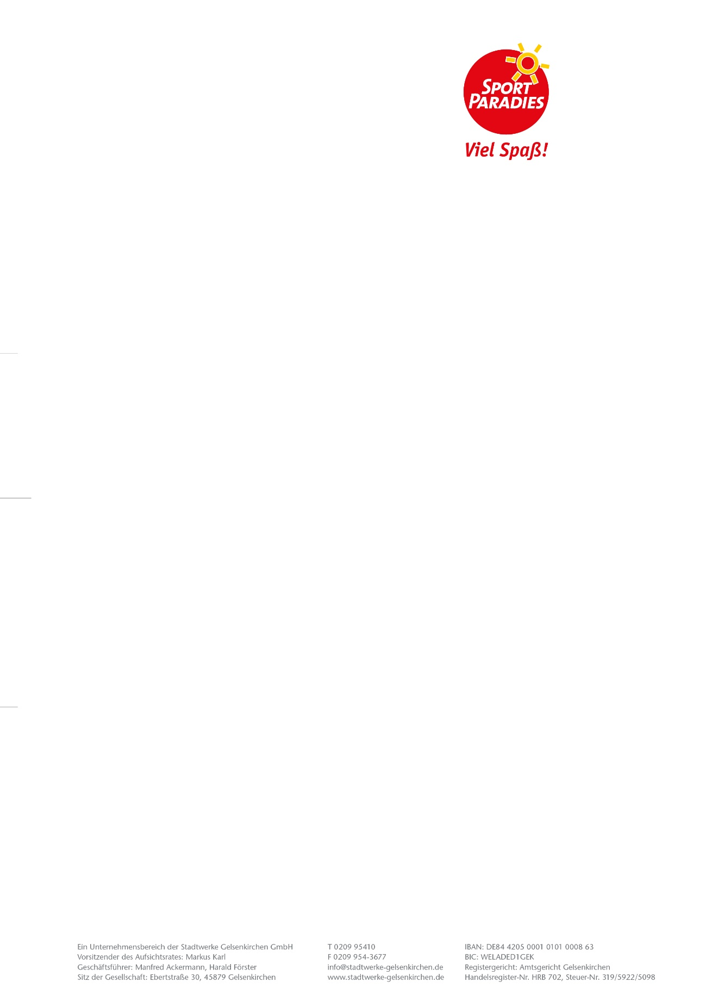 SPORT
PARADIES
Viel Spaß!
Ein Unternehmensbereich der Stadtwerke Gelsenkirchen GmbH
Vorsitzender des Aufsichtsrates: Markus Karl
Geschäftsführer: Manfred Ackermann, Harald Förster
Sitz der Gesellschaft: Ebertstraße 30, 45879 Gelsenkirchen
T 0209 95410
F 0209 954-3677
info@stadtwerke-gelsenkirchen.de
www.stadtwerke-gelsenkirchen.de
IBAN: DE84 4205 0001 0101 0008 63
BIC: WELADED1GEK
Registergericht: Amtsgericht Gelsenkirchen
Handelsregister-Nr. HRB 702, Steuer-Nr. 319/5922/5098